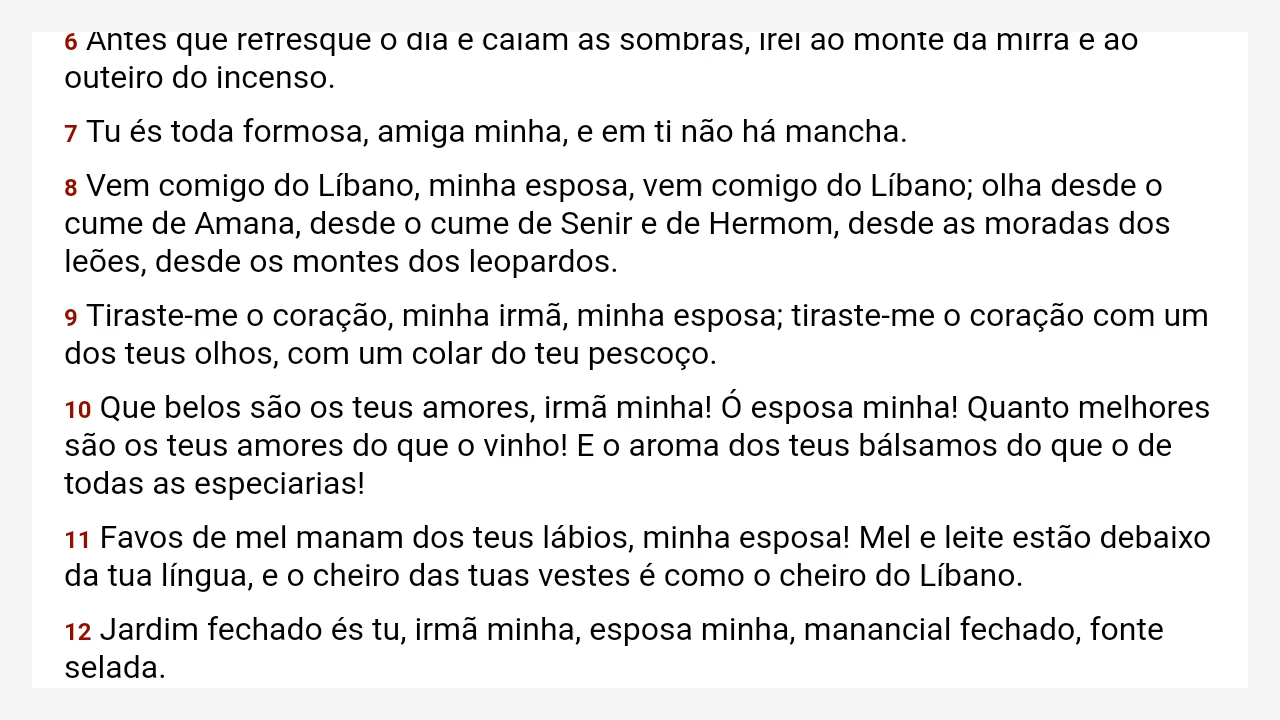 6 Antes que refresque o dia e caiam as sombras, irei ao monte da mirra e ao
outeiro do incenso.
7 Tu és toda formosa, amiga minha, e em ti não há mancha.
8 Vem comigo do Líbano, minha esposa, vem comigo do Líbano; olha desde o
cume de Amana, desde o cume de Senir e de Hermom, desde as moradas dos
leões, desde os montes dos leopardos.
9 Tiraste-me o coração, minha irmã, minha esposa; tiraste-me o coração com um
dos teus olhos, com um colar do teu pescoço.
10 Que belos são os teus amores, irmã minha! Ó esposa minha! Quanto melhores
são os teus amores do que o vinho! E o aroma dos teus bálsamos do que o de
todas as especiarias!
11 Favos de mel manam dos teus lábios, minha esposa! Mel e leite estão debaixo
da tua língua, e o cheiro das tuas vestes é como o cheiro do Líbano.
12 Jardim fechado és tu, irmã minha, esposa minha, manancial fechado, fonte
selada.